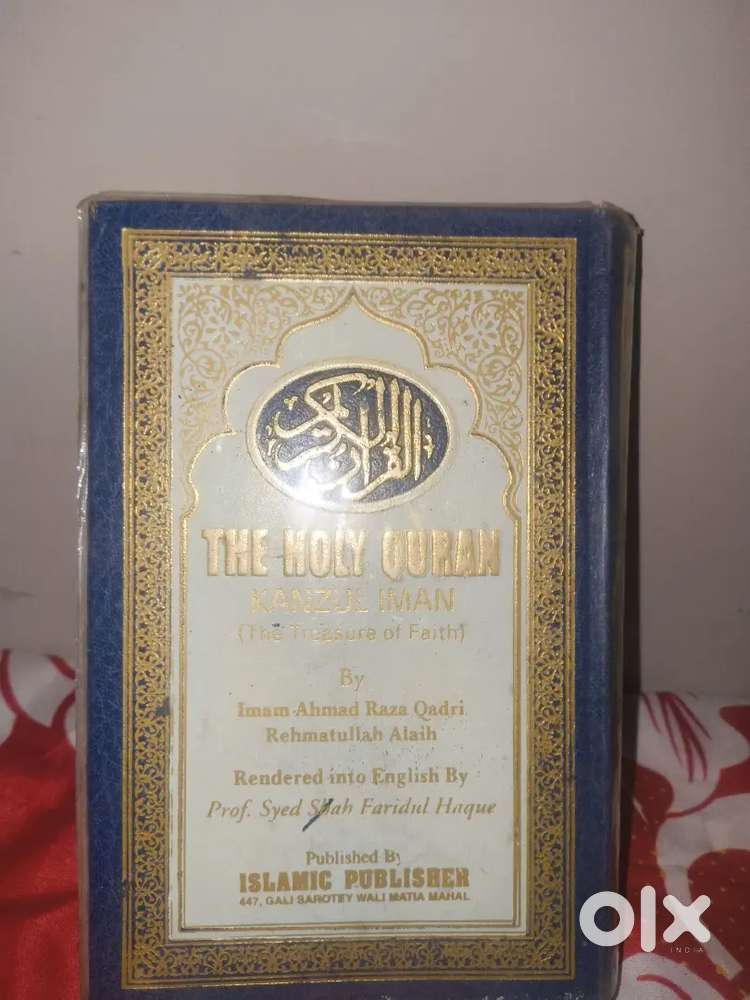 القرآن الكريم
THE HOLY QURAN
KANZUL IMAN
(The Treasure of Faith)
By
Imam Ahmad Raza Qadri
Rehmatullah Alaih
Rendered into English By
Prof. Syed Shah Faridul Haque
Published By
ISLAMIC PUBLISHER
447, GALI SAROTEY WALI MATIA MAHAL
olx
INDIA